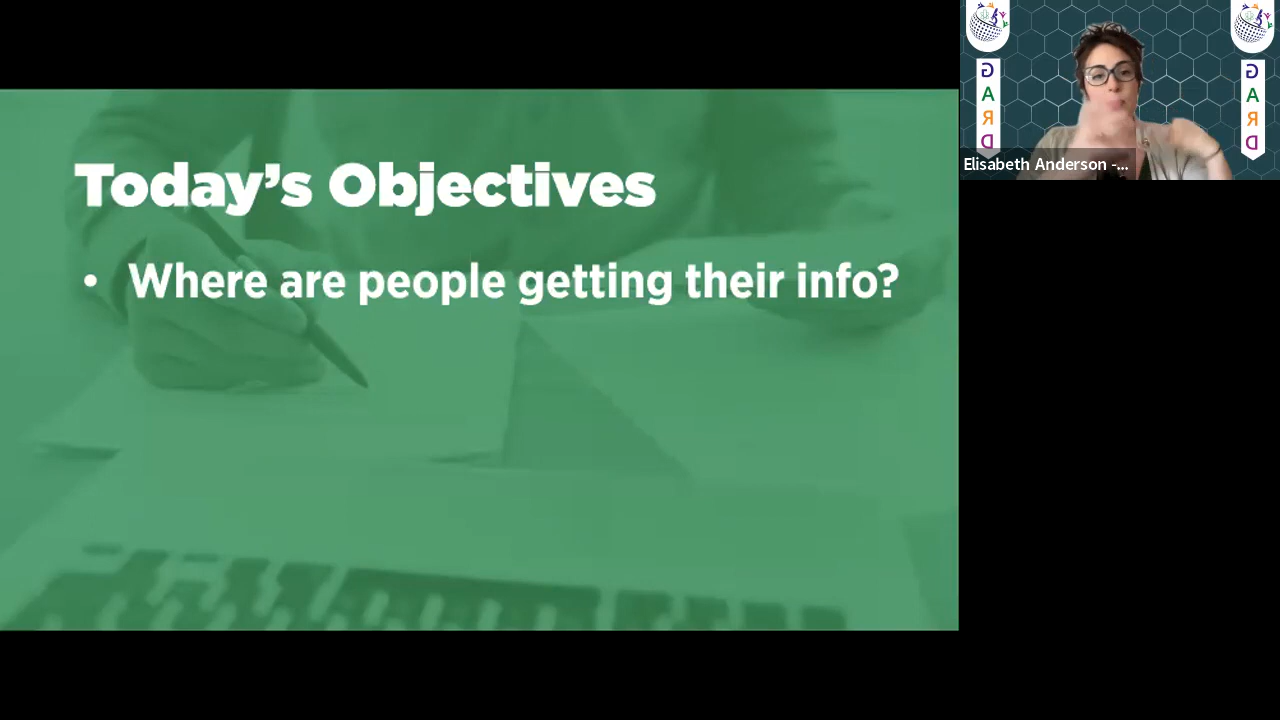 Today's Objectives
• Where are people getting their info?
Elisabeth Anderson -...
G
A
R
D
G
A
R
D